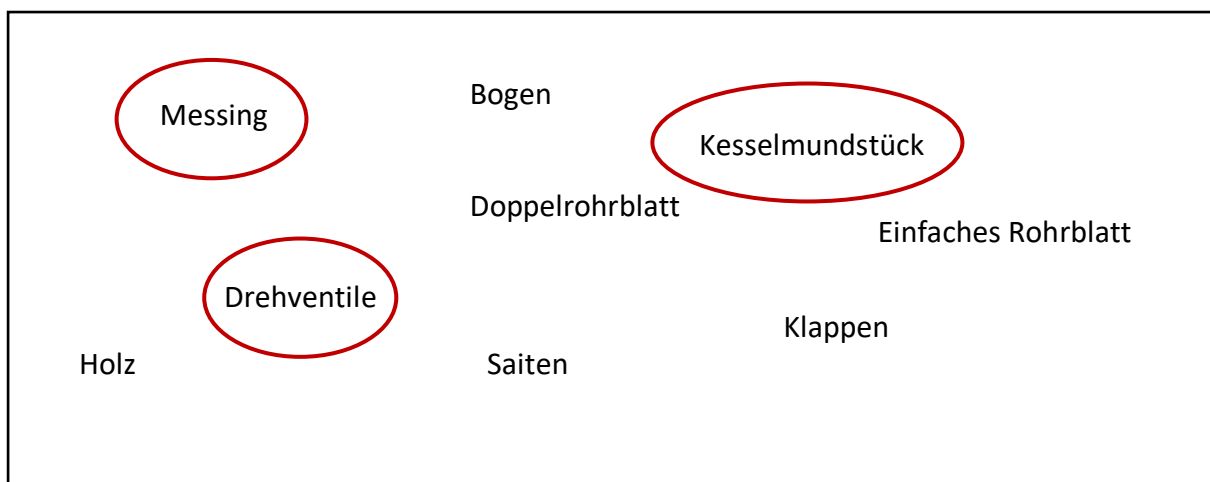 Messing
Bogen
Kesselmundstück
Doppelrohrblatt
Einfaches Rohrblatt
Drehventile
Klappen
Holz
Saiten